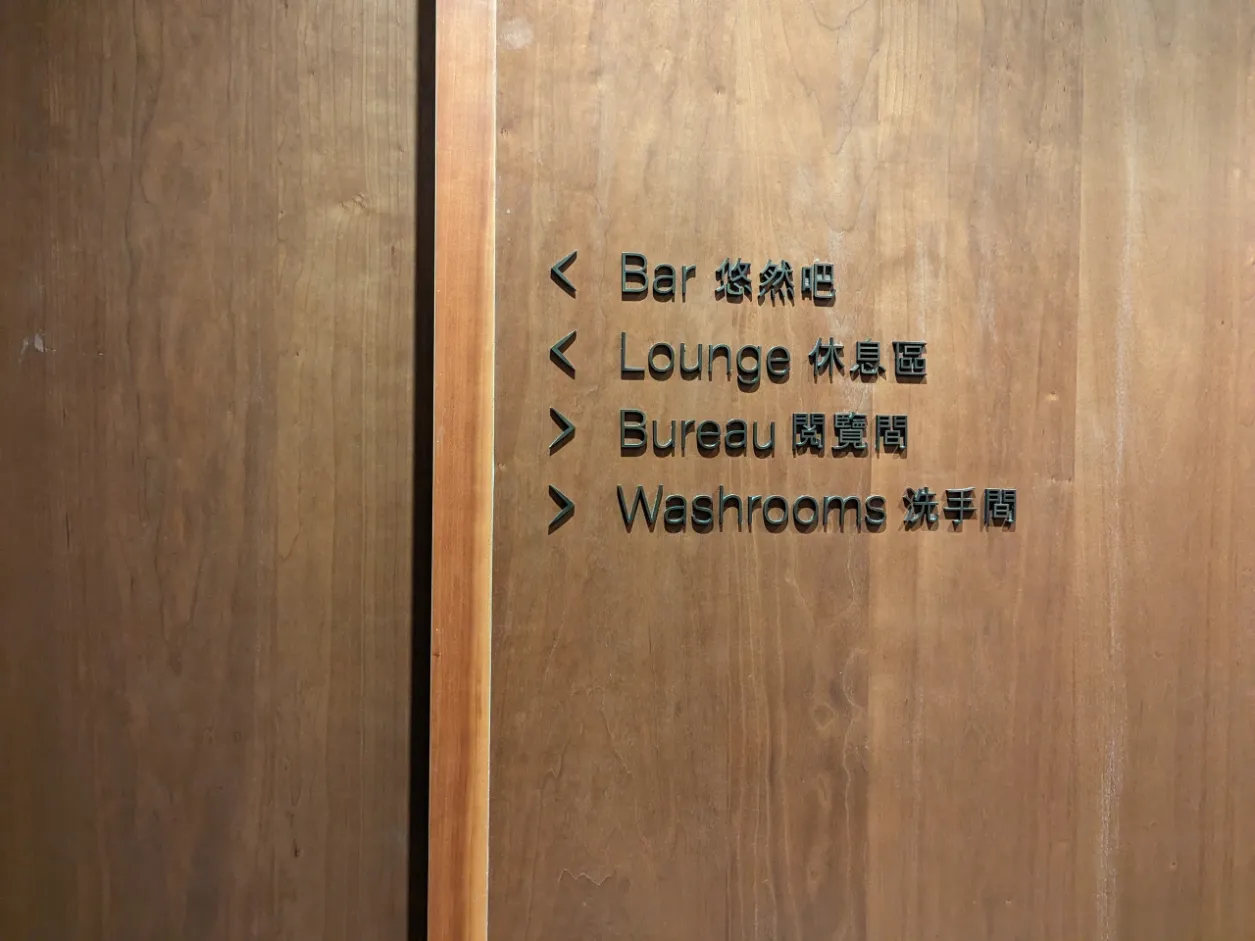 < Bar 悠然吧
< Lounge 休息區
> Bureau 閱覽間
> Washrooms 洗手間